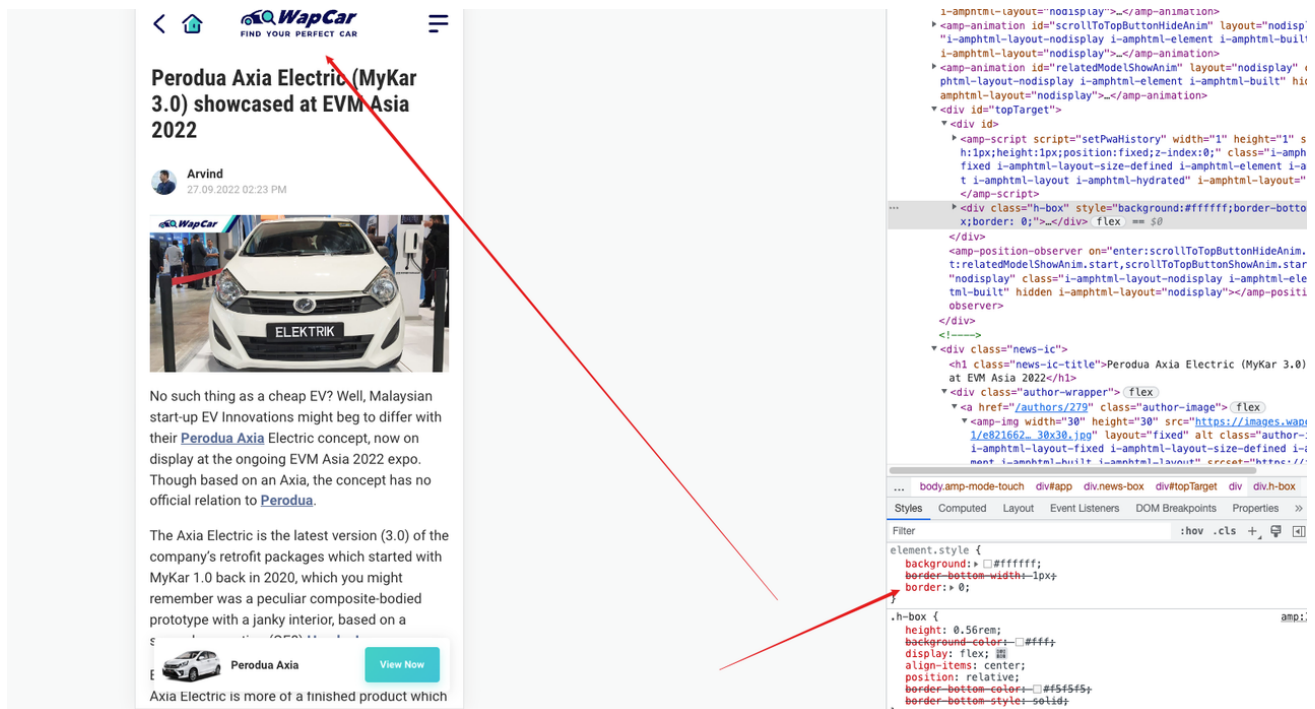 WapCar
FIND YOUR PERFECT CAR
Perodua Axia Electric (MyKar
3.0) showcased at EVM Asia
2022
Arvind
27.09.2022 02:23 PM
WapCar
ELEKTRIK
No such thing as a cheap EV? Well, Malaysian
start-up EV Innovations might beg to differ with
their Perodua Axia Electric concept, now on
display at the ongoing EVM Asia 2022 expo.
Though based on an Axia, the concept has no
official relation to Perodua.
The Axia Electric is the latest version (3.0) of the
company's retrofit packages which started with
MyKar 1.0 back in 2020, which you might
remember was a peculiar composite-bodied
prototype with a janky interior, based on a
Perodua Axia
View Now
Axia Electric is more of a finished product which
i-amphtml-layout="nodisplay">…</amp-animation>
<amp-animation id="scrollToTopButtonHideAnim" layout="nodispl
"i-amphtml-layout-nodisplay i-amphtml-element i-amphtml-built
i-amphtml-layout="nodisplay">…</amp-animation>
<amp-animation id="relatedModelShowAnim" layout="nodisplay"
phtml-layout-nodisplay i-amphtml-element i-amphtml-built" hid
amphtml-layout="nodisplay">…</amp-animation>
<div id="topTarget">
<div id>
<amp-script script="setPwaHistory" width="1" height="1" s
h:1px;height:1px;position:fixed;z-index:0;" class="i-amph
fixed i-amphtml-layout-size-defined i-amphtml-element i-a
t i-amphtml-layout i-amphtml-hydrated" i-amphtml-layout="
</amp-script>
… <div class="h-box" style="background:#ffffff;border-botto
x;border: 0;">…</div> flex == $0
</div>
<amp-position-observer on="enter:scrollToTopButtonHideAnim.
t:relatedModelShowAnim.start,scrollToTopButtonShowAnim.star
"nodisplay" class="i-amphtml-layout-nodisplay i-amphtml-ele
tml-built" hidden i-amphtml-layout="nodisplay"></amp-positi
observer>
</div>
<!---->
<div class="news-ic">
<h1 class="news-ic-title">Perodua Axia Electric (MyKar 3.0)
at EVM Asia 2022</h1>
<div class="author-wrapper"> flex
<a href="/authors/279" class="author-image"> flex
<amp-img width="30" height="30" src="https://images.wap
1/e821662… 30x30.jpg" layout="fixed" alt class="author-i
i-amphtml-layout-fixed i-amphtml-layout-size-defined i-a
ment i-amphtml-built i-amphtml-layout" srcset="https://i
… body.amp-mode-touch div#app div.news-box div#topTarget div div.h-box
Styles Computed Layout Event Listeners DOM Breakpoints Properties »
Filter :hov .cls +
element.style {
background: #ffffff;
border-bottom-width: 1px;
border: 0;
}
.h-box { amp:
height: 0.56rem;
background-color: #fff;
display: flex;
align-items: center;
position: relative;
border-bottom-color: #f5f5f5;
border-bottom-style: solid;